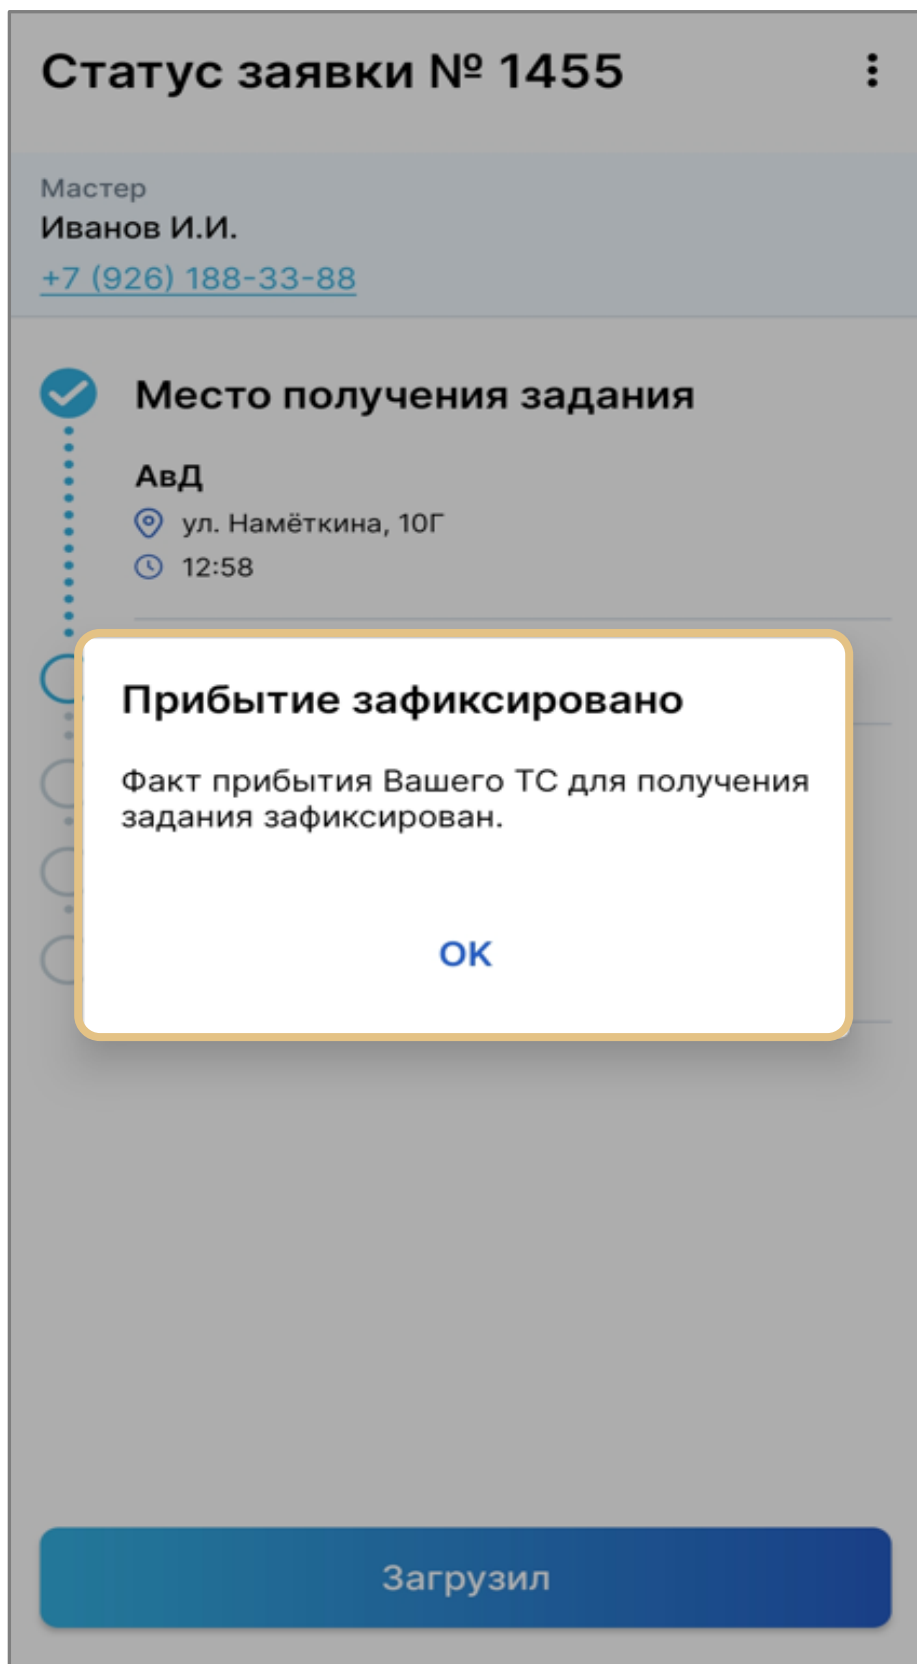 Статус заявки № 1455
Мастер
Иванов И.И.
+7 (926) 188-33-88
Место получения задания
АвД
ул. Намёткина, 10Г
12:58
Прибытие зафиксировано
Факт прибытия Вашего ТС для получения
задания зафиксирован.
ОК
Загрузил